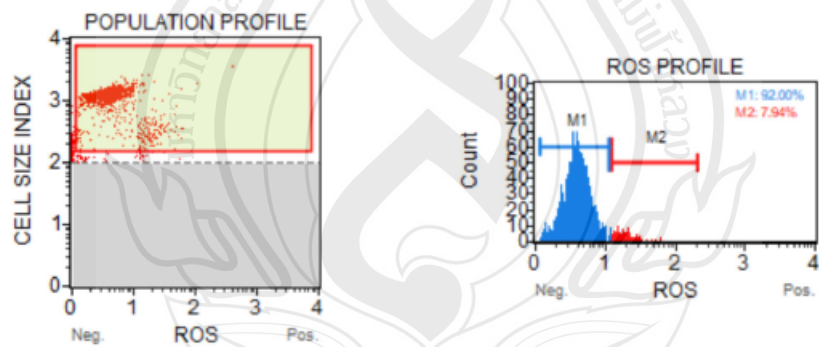 POPULATION PROFILE
4
3
2
1
0
CELL SIZE INDEX
0 1 2 3 4
Neg. ROS Pos.
ROS PROFILE
100
90
80
70
60
50
40
30
20
10
0
Count
M1: 92.00%
M2: 7.94%
M1
M2
0 1 2 3 4
Neg. ROS Pos.